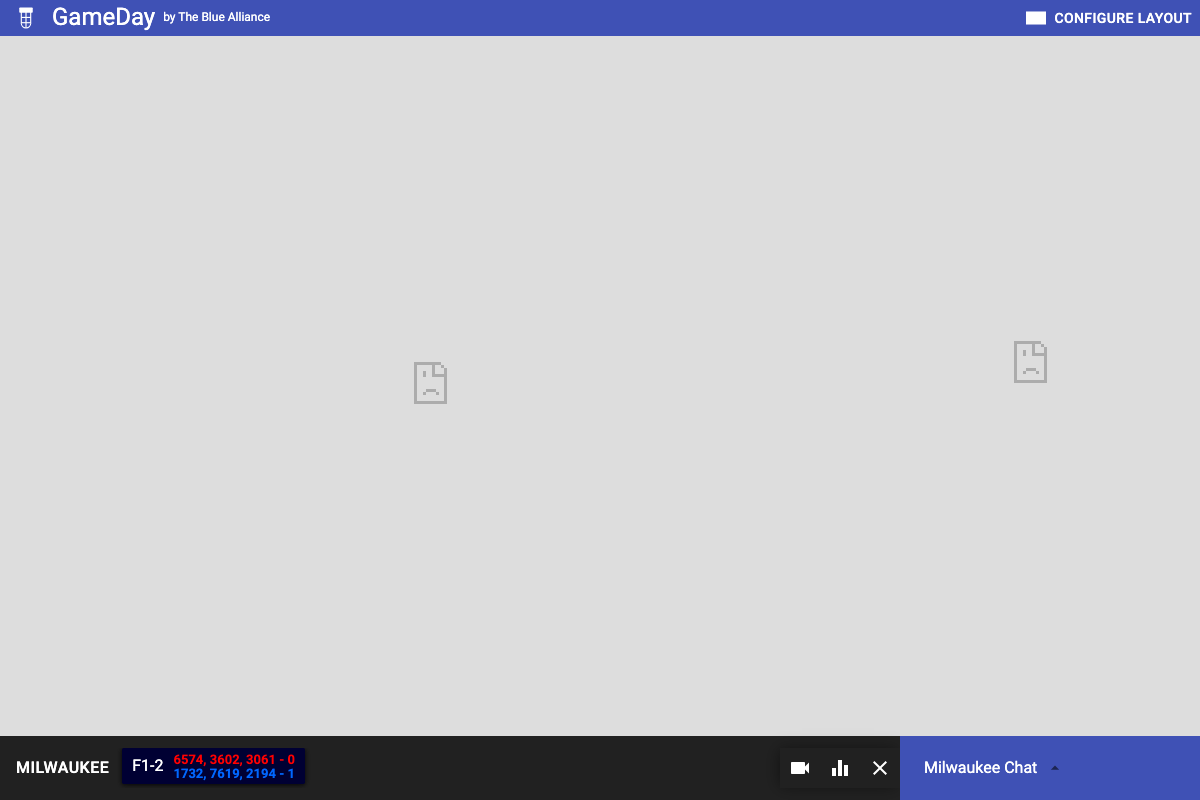 GameDay by The Blue Alliance
CONFIGURE LAYOUT
MILWAUKEE
F1-2
6574, 3602, 3061 - 0
1732, 7619, 2194 - 1
Milwaukee Chat